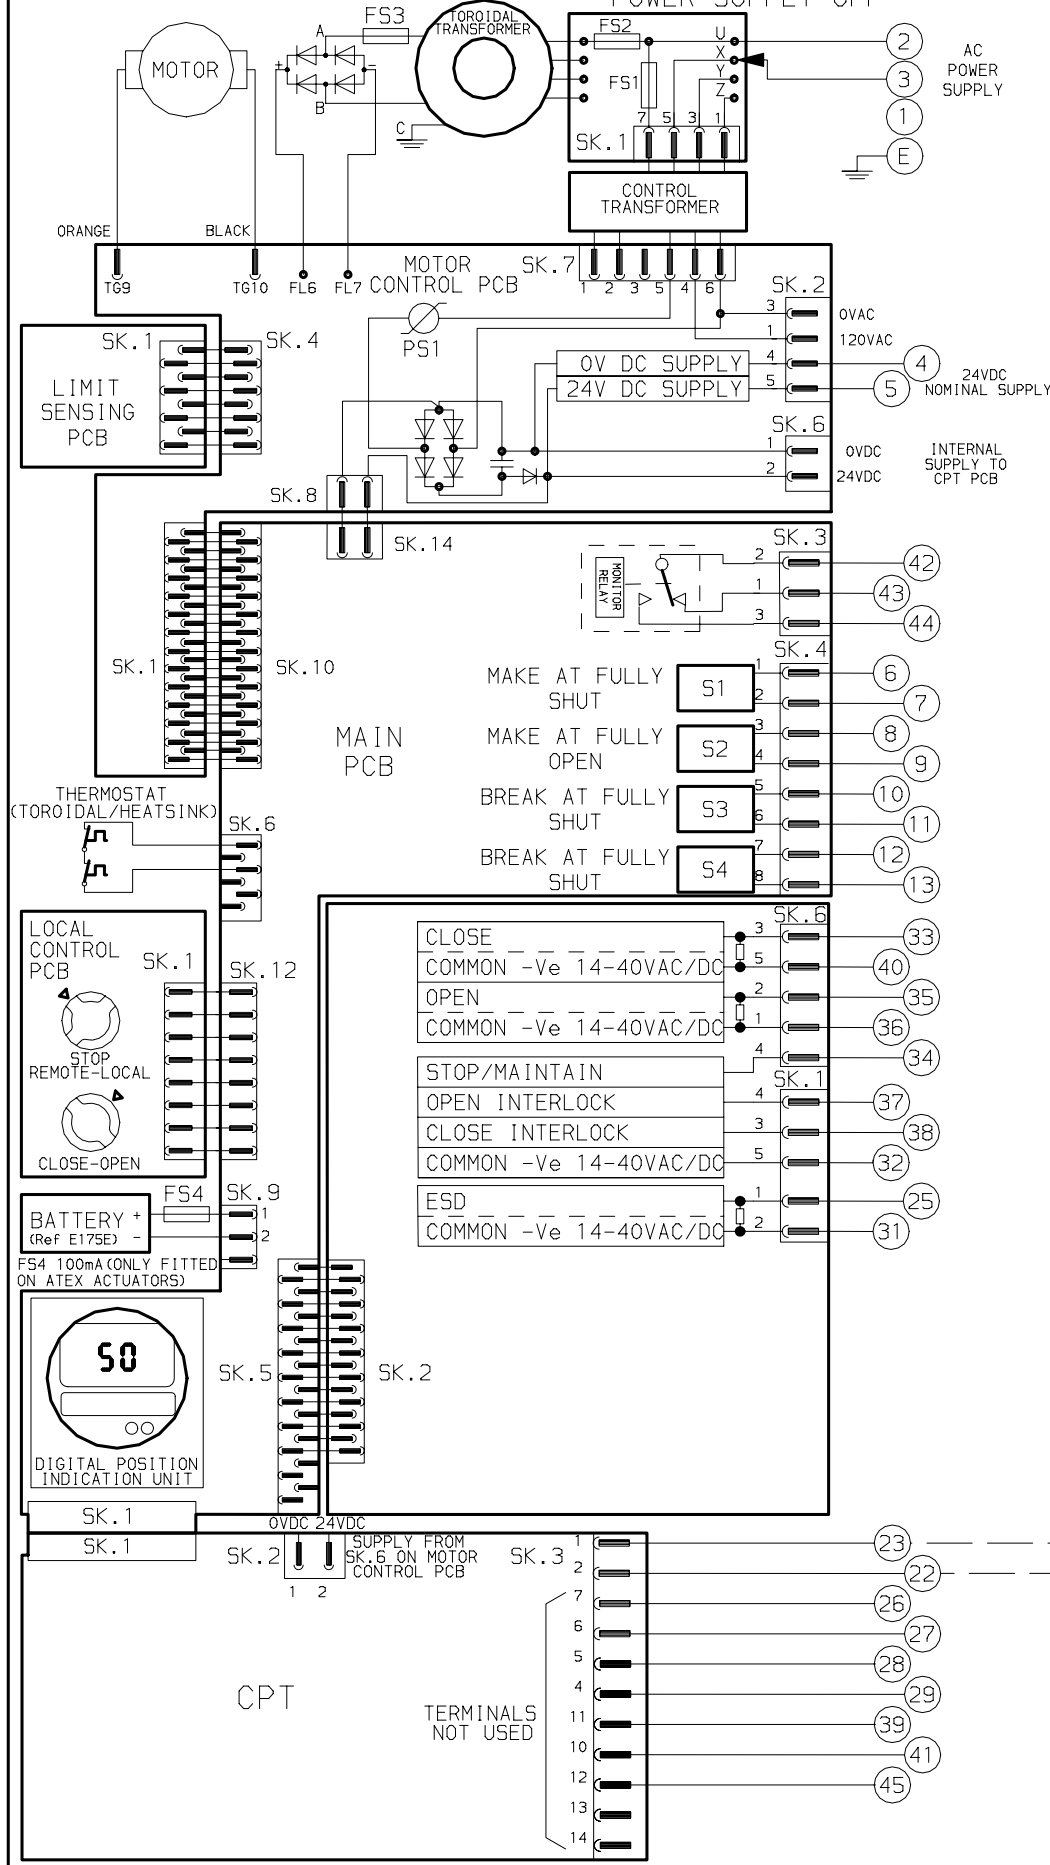 POWER SUPPLY OFF
FS3
TOROIDAL
TRANSFORMER
A
B
C
+
-
MOTOR
FS2
FS1
U
X
Y
Z
7 5 3 1
SK.1
2
3
1
E
AC
POWER
SUPPLY
CONTROL
TRANSFORMER
ORANGE
BLACK
TG9
TG10
FL6
FL7
MOTOR
CONTROL PCB
SK.7
1 2 3 5 4 6
SK.2
3
0VAC
1
120VAC
PS1
0V DC SUPPLY
4
4
24V DC SUPPLY
5
5
24VDC
NOMINAL SUPPLY
SK.1
SK.4
LIMIT
SENSING
PCB
SK.6
1
0VDC
2
24VDC
INTERNAL
SUPPLY TO
CPT PCB
SK.8
SK.14
SK.1
SK.10
MAIN
PCB
MONITOR
RELAY
SK.3
2
42
1
43
3
44
SK.4
MAKE AT FULLY
SHUT
S1
1
6
2
7
MAKE AT FULLY
OPEN
S2
3
8
4
9
BREAK AT FULLY
SHUT
S3
5
10
6
11
BREAK AT FULLY
SHUT
S4
7
12
8
13
THERMOSTAT
(TOROIDAL/HEATSINK)
SK.6
LOCAL
CONTROL
PCB
SK.1
SK.12
STOP
REMOTE-LOCAL
CLOSE-OPEN
SK.6
CLOSE
3
33
COMMON -Ve 14-40VAC/DC
5
40
OPEN
2
35
COMMON -Ve 14-40VAC/DC
1
36
4
34
STOP/MAINTAIN
SK.1
OPEN INTERLOCK
4
37
CLOSE INTERLOCK
3
38
COMMON -Ve 14-40VAC/DC
5
32
ESD
1
25
COMMON -Ve 14-40VAC/DC
2
31
BATTERY
(Ref E175E)
+
-
FS4
SK.9
1
2
FS4 100mA(ONLY FITTED
ON ATEX ACTUATORS)
50
DIGITAL POSITION
INDICATION UNIT
SK.5
SK.2
SK.1
SK.1
0VDC 24VDC
SK.2
1 2
SUPPLY FROM
SK.6 ON MOTOR
CONTROL PCB
SK.3
CPT
TERMINALS
NOT USED
1
23
2
22
7
26
6
27
5
28
4
29
11
39
10
41
12
45
13
14